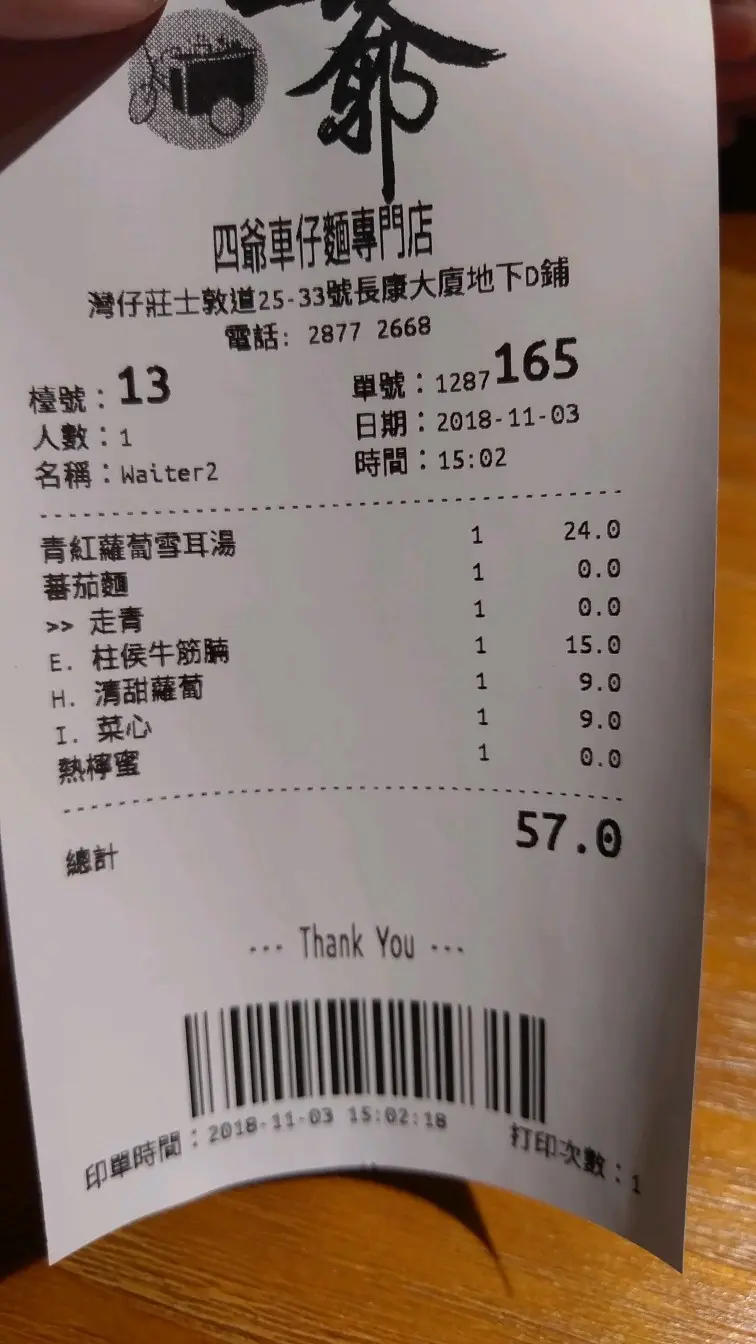 爺
四爺車仔麵專門店
灣仔莊士敦道25-33號長康大廈地下D鋪
電話: 2877 2668
檯號：13 單號：1287165
人數：1 日期：2018-11-03
名稱：Waiter2 時間：15:02
青紅蘿蔔雪耳湯 1 24.0
蕃茄麵 1 0.0
>> 走青 1 0.0
E. 柱侯牛筋腩 1 15.0
H. 清甜蘿蔔 1 9.0
I. 菜心 1 9.0
熱檸蜜 1 0.0
總計 57.0
--- Thank You ---
印單時間：2018-11-03 15:02:18 打印次數：1